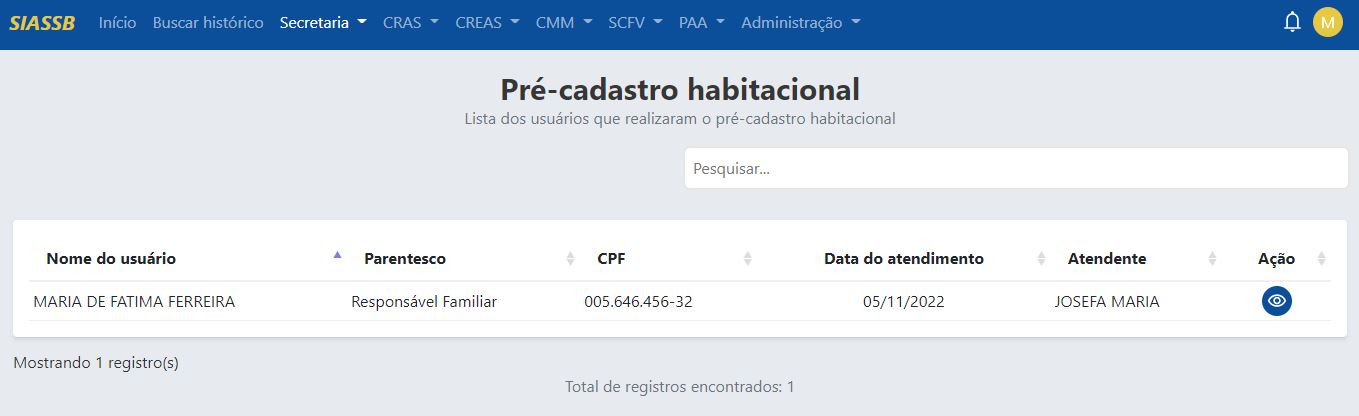 SIASSB Início Buscar histórico Secretaria CRAS CREAS CMM SCFV PAA Administração M
Pré-cadastro habitacional
Lista dos usuários que realizaram o pré-cadastro habitacional
Pesquisar...
Nome do usuário Parentesco CPF Data do atendimento Atendente Ação
MARIA DE FATIMA FERREIRA Responsável Familiar 005.646.456-32 05/11/2022 JOSEFA MARIA
Mostrando 1 registro(s)
Total de registros encontrados: 1